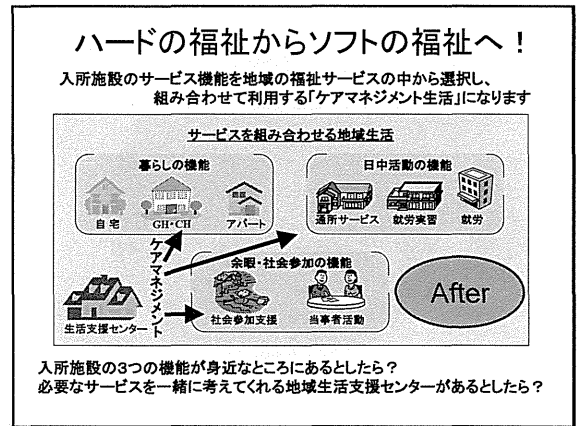 ハードの福祉からソフトの福祉へ！
入所施設のサービス機能を地域の福祉サービスの中から選択し、
組み合わせて利用する「ケアマネジメント生活」になります
サービスを組み合わせる地域生活
暮らしの機能
自宅
GH・CH
アパート
日中活動の機能
通所サービス
就労実習
就労
ケアマネジメント
生活支援センター
余暇・社会参加の機能
社会参加支援
当事者活動
After
入所施設の3つの機能が身近なところにあるとしたら？
必要なサービスを一緒に考えてくれる地域生活支援センターがあるとしたら？